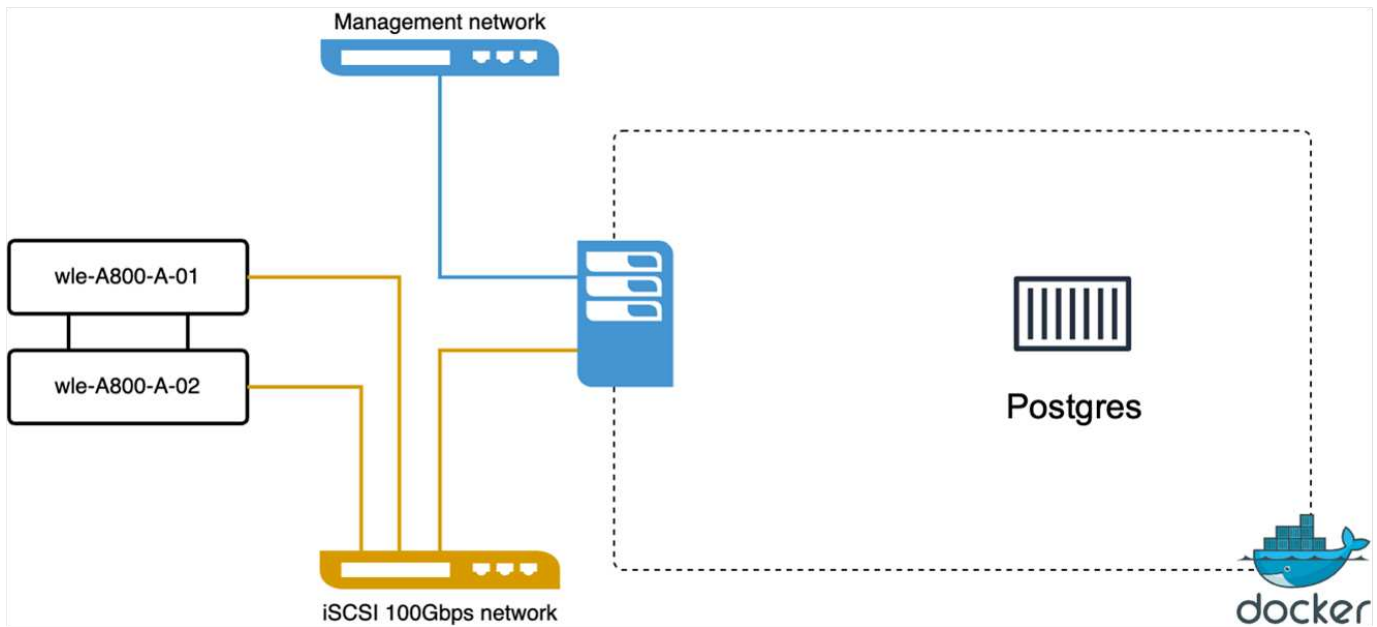 Management network
wle-A800-A-01
wle-A800-A-02
Postgres
iSCSI 100Gbps network
docker